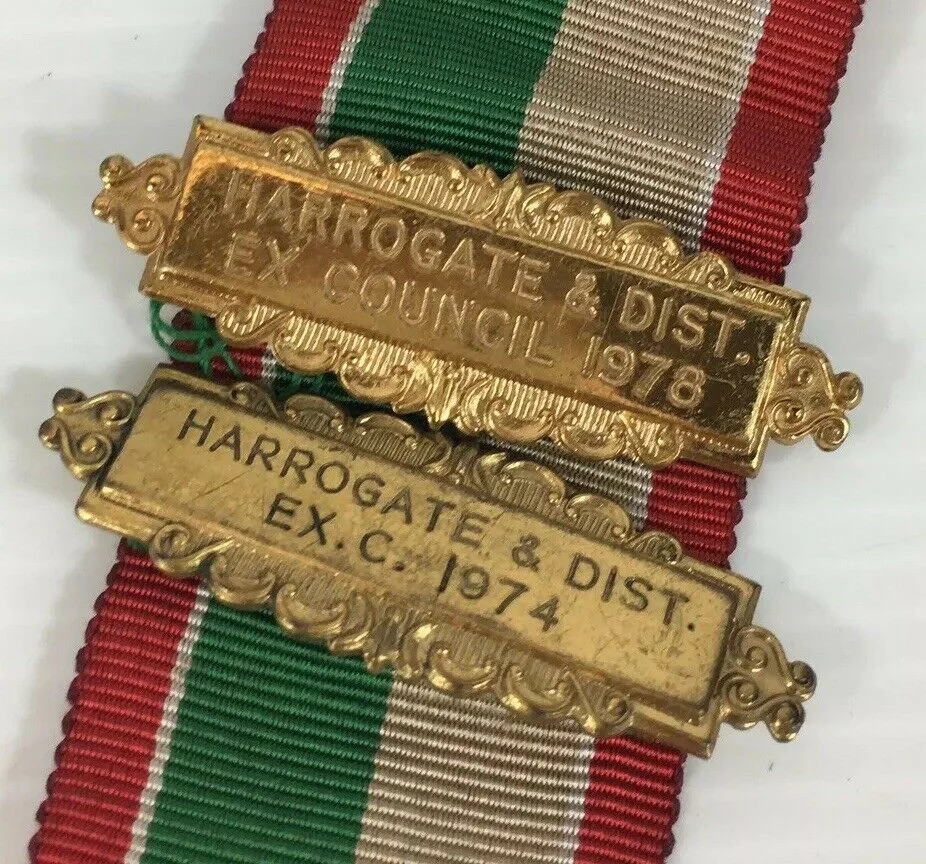 HARROGATE & DIST.
EX COUNCIL 1978
HARROGATE & DIST.
EX. C. 1974